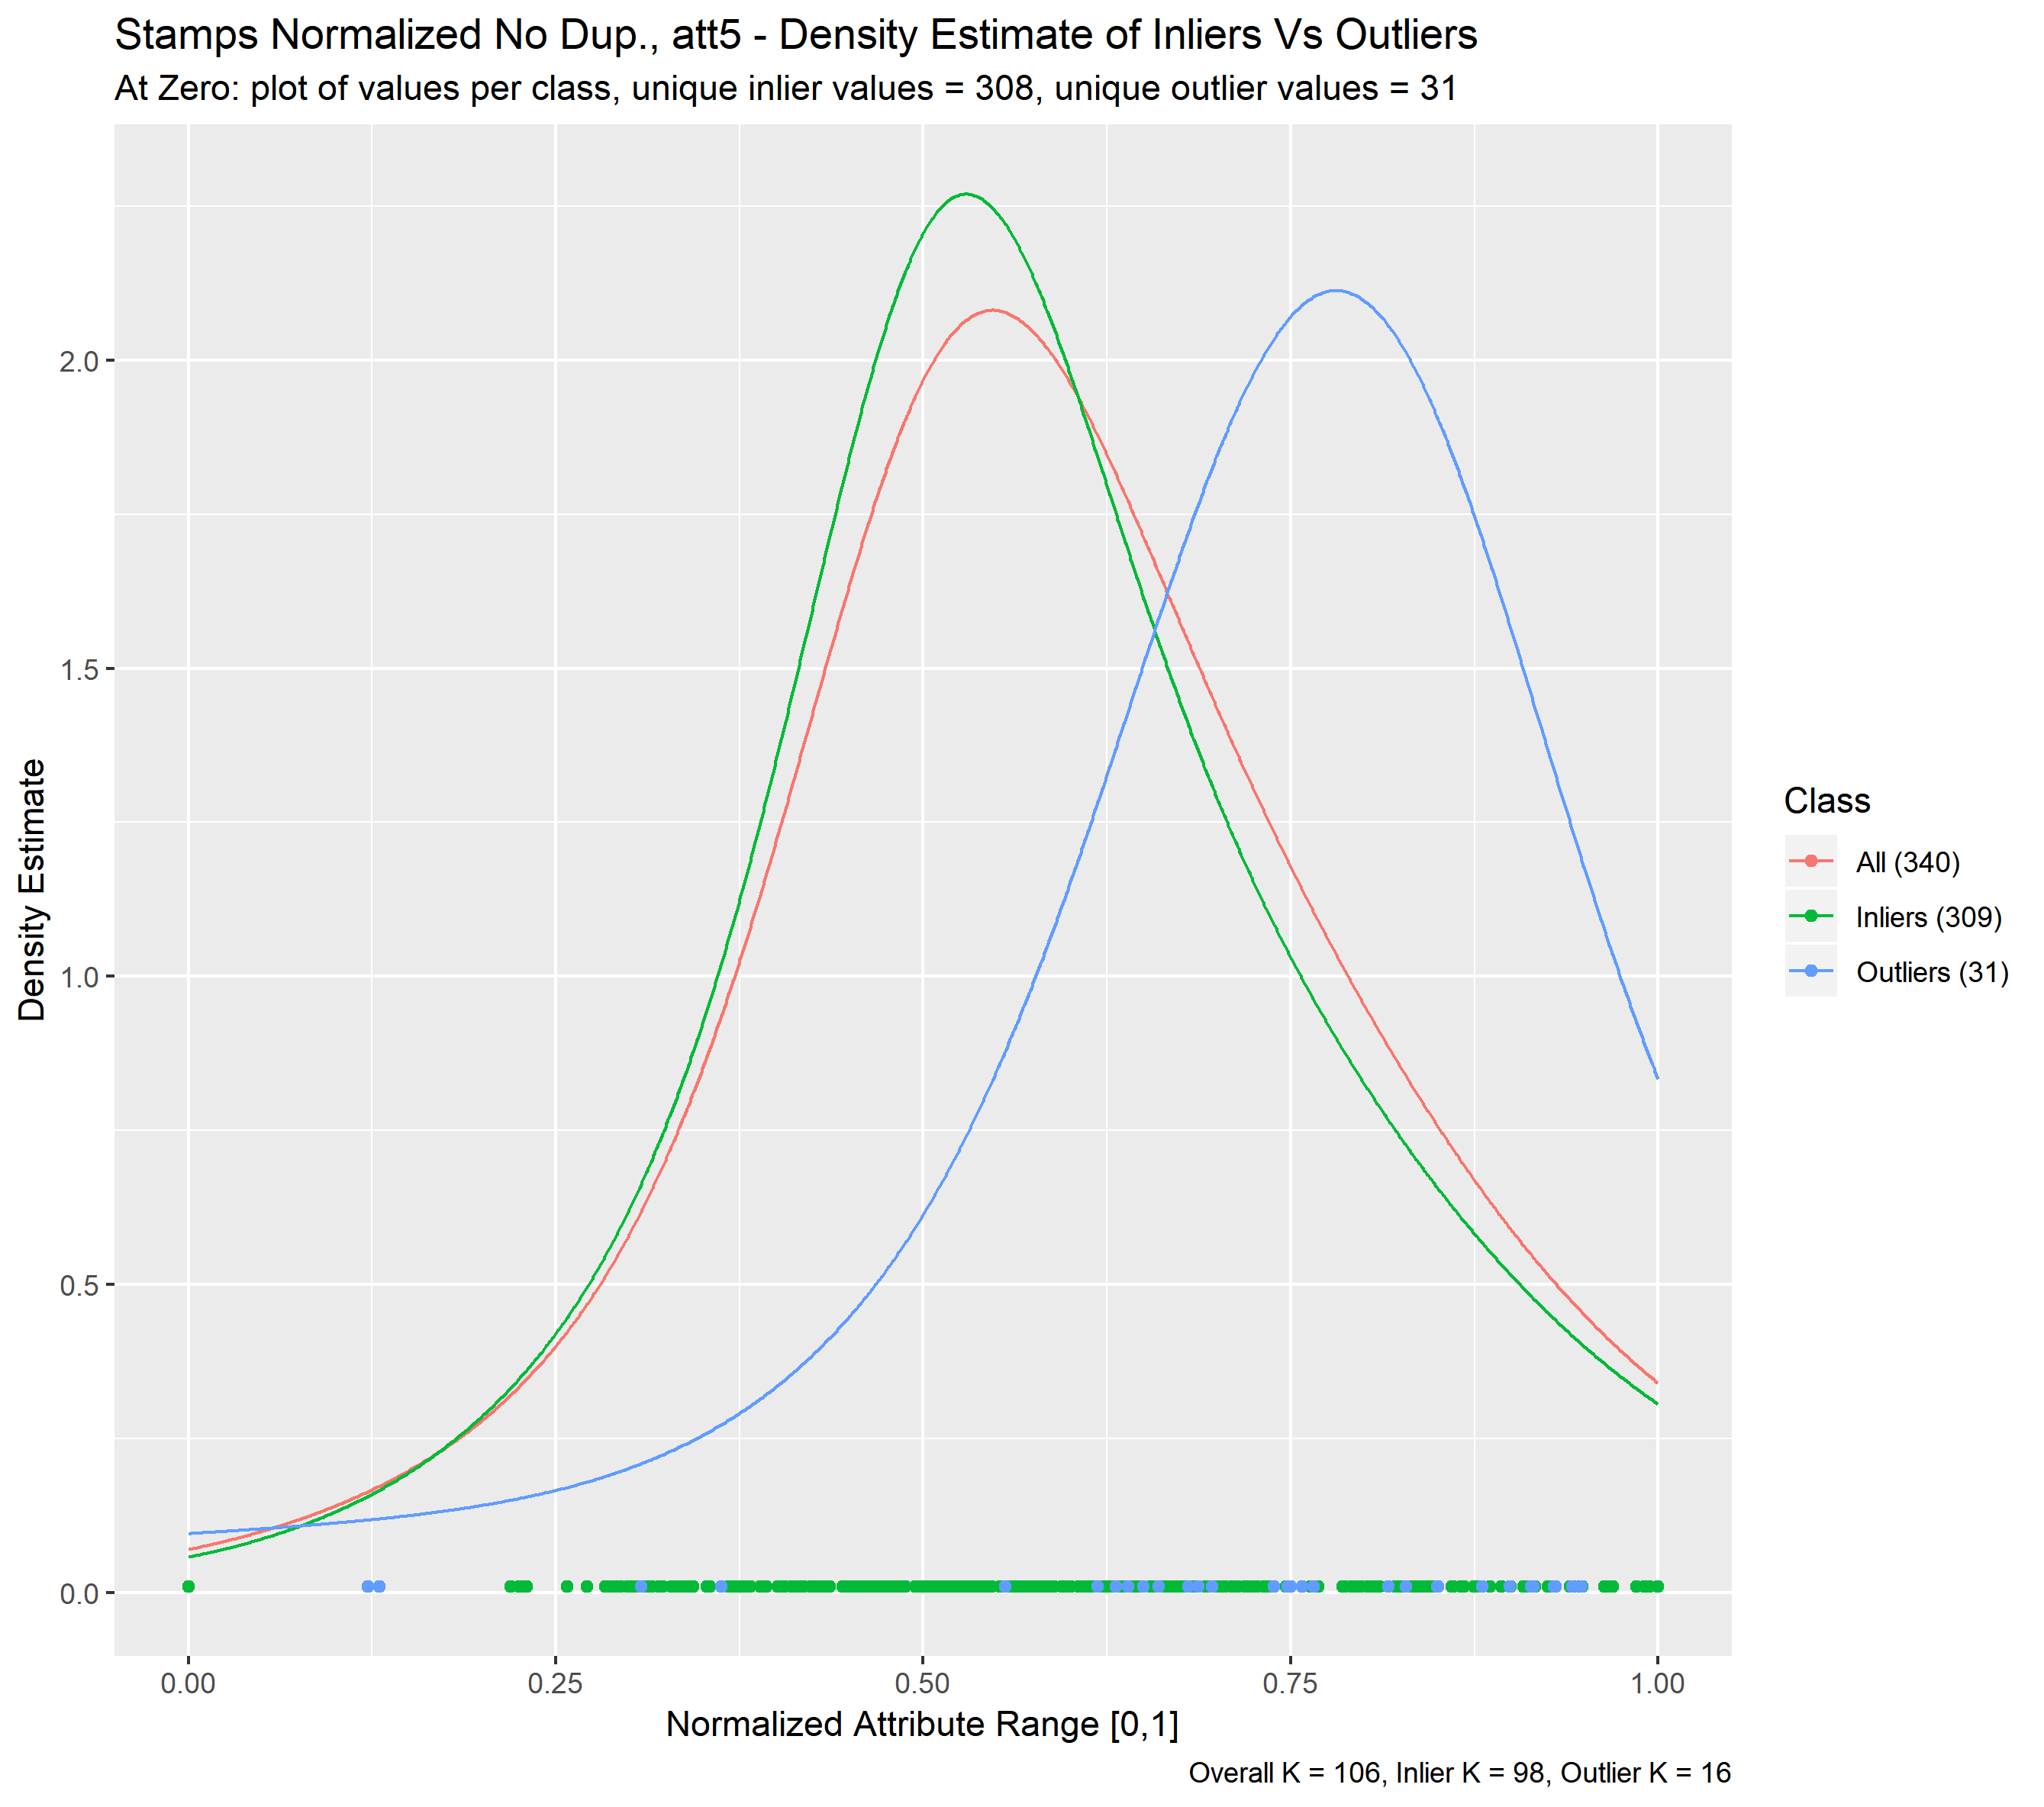 Stamps Normalized No Dup., att5 - Density Estimate of Inliers Vs Outliers
At Zero: plot of values per class, unique inlier values = 308, unique outlier values = 31
Density Estimate
2.0
1.5
1.0
0.5
0.0
0.00 0.25 0.50 0.75 1.00
Normalized Attribute Range [0,1]
Class
All (340)
Inliers (309)
Outliers (31)
Overall K = 106, Inlier K = 98, Outlier K = 16